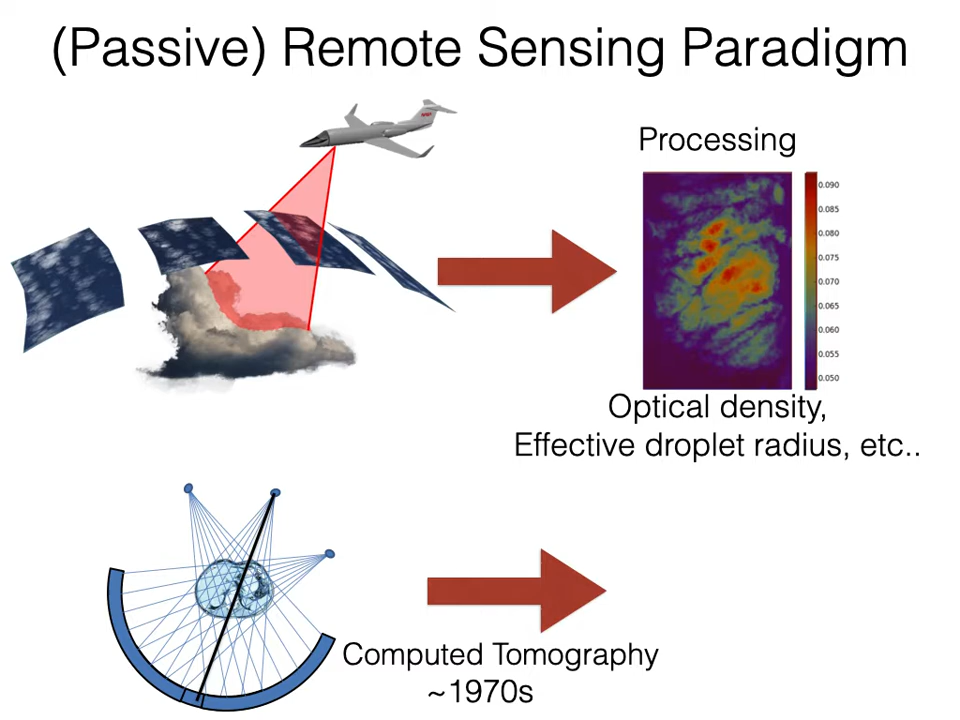 (Passive) Remote Sensing Paradigm
Processing
0.090
0.085
0.080
0.075
0.070
0.065
0.060
0.055
0.050
Optical density,
Effective droplet radius, etc..
Computed Tomography
~1970s